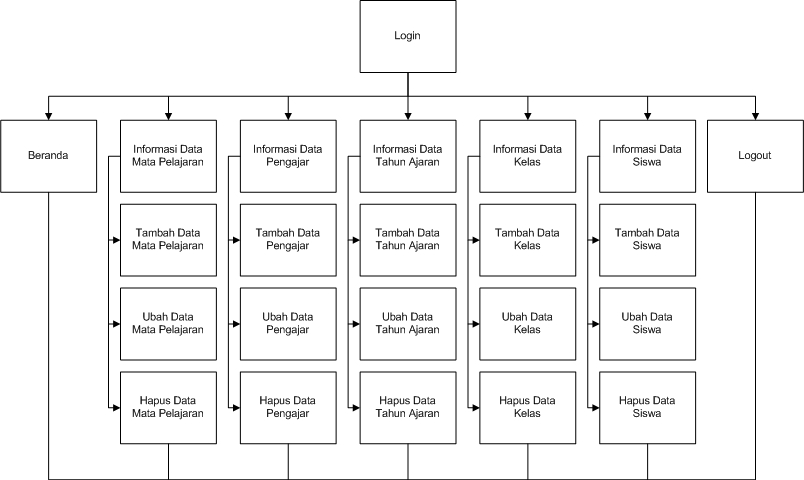 Login
Beranda
Informasi Data
Mata Pelajaran
Informasi Data
Pengajar
Informasi Data
Tahun Ajaran
Informasi Data
Kelas
Informasi Data
Siswa
Logout
Tambah Data
Mata Pelajaran
Tambah Data
Pengajar
Tambah Data
Tahun Ajaran
Tambah Data
Kelas
Tambah Data
Siswa
Ubah Data
Mata Pelajaran
Ubah Data
Pengajar
Ubah Data
Tahun Ajaran
Ubah Data
Kelas
Ubah Data
Siswa
Hapus Data
Mata Pelajaran
Hapus Data
Pengajar
Hapus Data
Tahun Ajaran
Hapus Data
Kelas
Hapus Data
Siswa